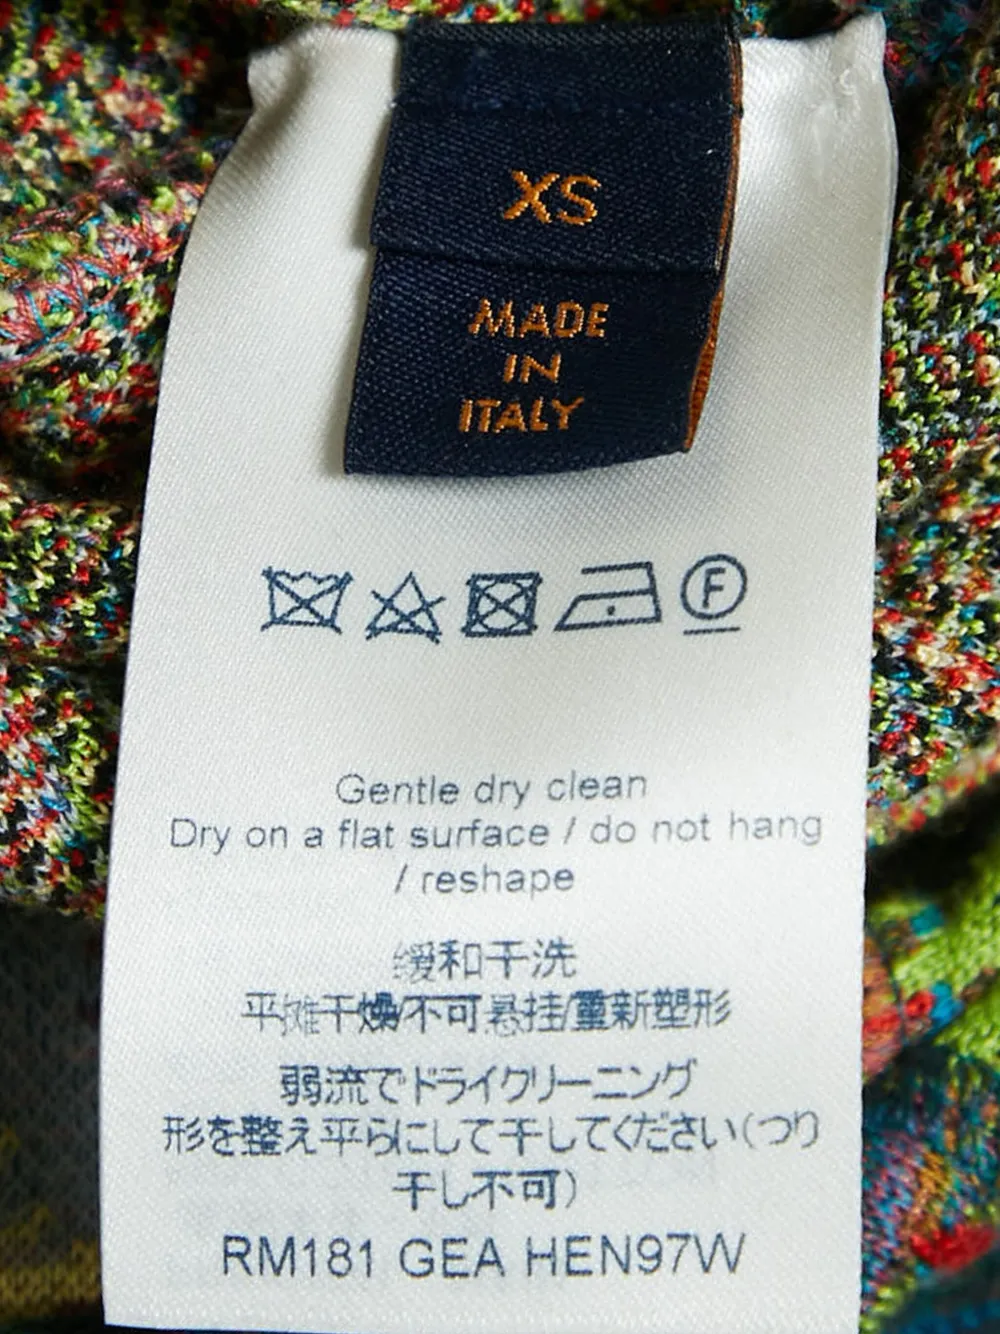 XS
MADE
IN
ITALY
F
Gentle dry clean
Dry on a flat surface / do not hang
/ reshape
缓和干洗
平摊干燥/不可悬挂/重新塑形
弱流でドライクリーニング
形を整え平らにして干してください(つり
干し不可)
RM181 GEA HEN97W